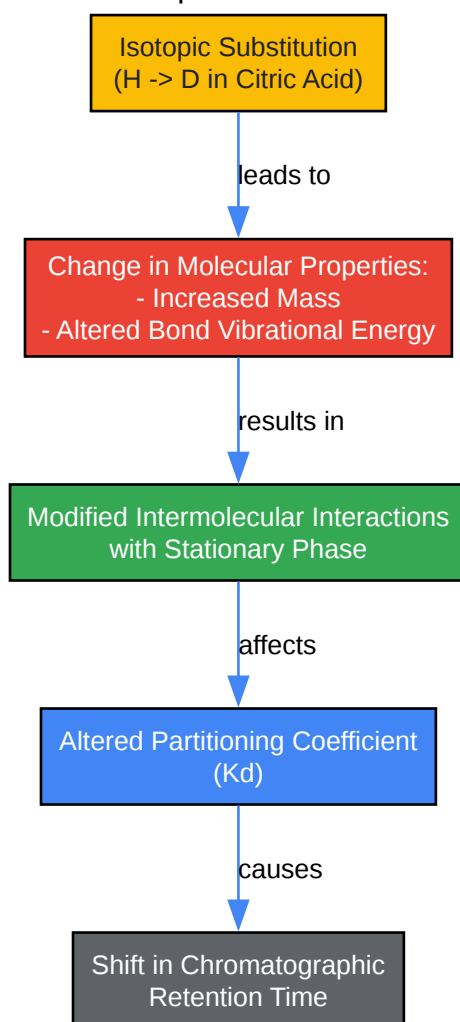 Isotopic Substitution
(H -> D in Citric Acid)
leads to
Change in Molecular Properties:
- Increased Mass
- Altered Bond Vibrational Energy
results in
Modified Intermolecular Interactions
with Stationary Phase
affects
Altered Partitioning Coefficient
(Kd)
causes
Shift in Chromatographic
Retention Time